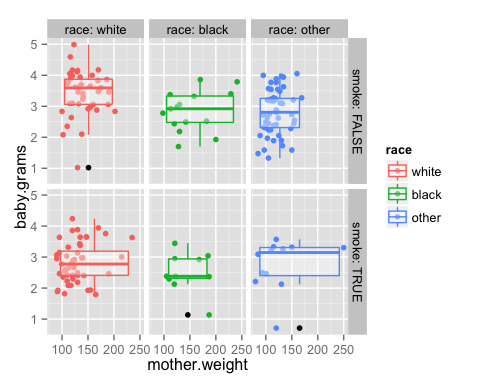 race: white race: black race: other
5
4
3
2
1
smoke: FALSE
5
4
3
2
1
smoke: TRUE
baby.grams
100 150 200 250 100 150 200 250 100 150 200 250
mother.weight
race
white
black
other